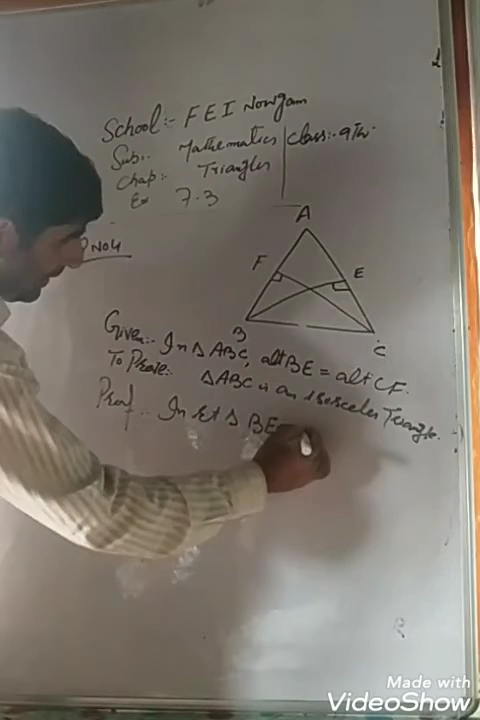 School:- F E I Nowgam
Sub:- Mathematics Class:- 9th.
Chap:- Triangles
Ex 7.3
Q No4
A
F
E
B
C
Given:- In Δ ABC, alt BE = alt CF.
To Prove:- Δ ABC is an isosceles Triangle.
Proof:- In rt Δ BE
Made with
VideoShow